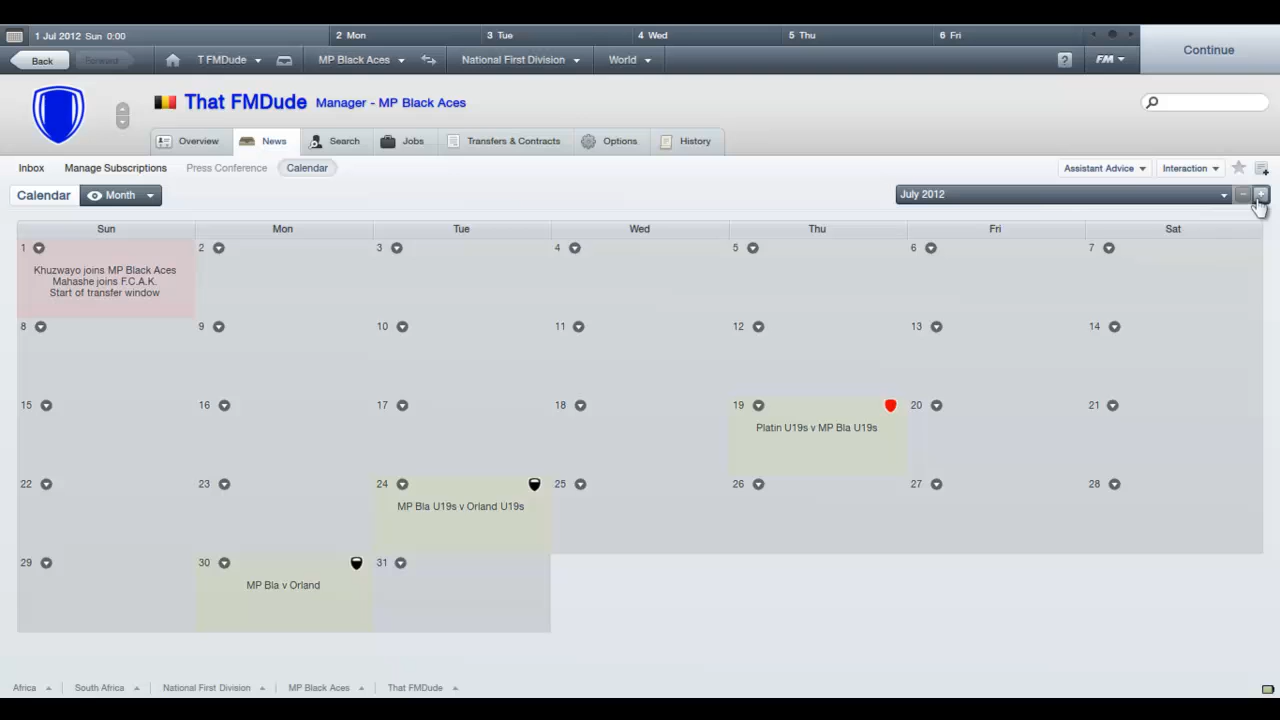 1 Jul 2012 Sun 0:00 2 Mon 3 Tue 4 Wed 5 Thu 6 Fri Continue
Back Forward T FMDude MP Black Aces National First Division World ? FM
That FMDude Manager - MP Black Aces
Overview News Search Jobs Transfers & Contracts Options History
Inbox Manage Subscriptions Press Conference Calendar Assistant Advice Interaction
Calendar Month July 2012 - +
Sun Mon Tue Wed Thu Fri Sat
1 2 3 4 5 6 7
Khuzwayo joins MP Black Aces
Mahashe joins F.C.A.K.
Start of transfer window
8 9 10 11 12 13 14
15 16 17 18 19 20 21
Platin U19s v MP Bla U19s
22 23 24 25 26 27 28
MP Bla U19s v Orland U19s
29 30 31
MP Bla v Orland
Africa South Africa National First Division MP Black Aces That FMDude